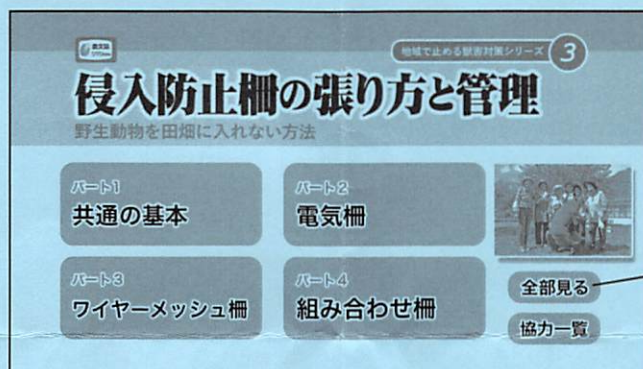 地域で止める獣害対策シリーズ 3
侵入防止柵の張り方と管理
野生動物を田畑に入れない方法
パート1
共通の基本
パート2
電気柵
パート3
ワイヤーメッシュ柵
パート4
組み合わせ柵
全部見る
協力一覧